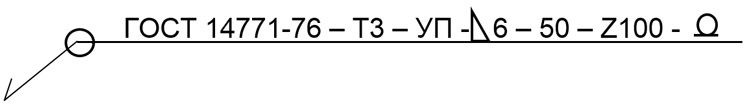 ГОСТ 14771-76 – Т3 – УП -◺6 – 50 – Z100 - Ω